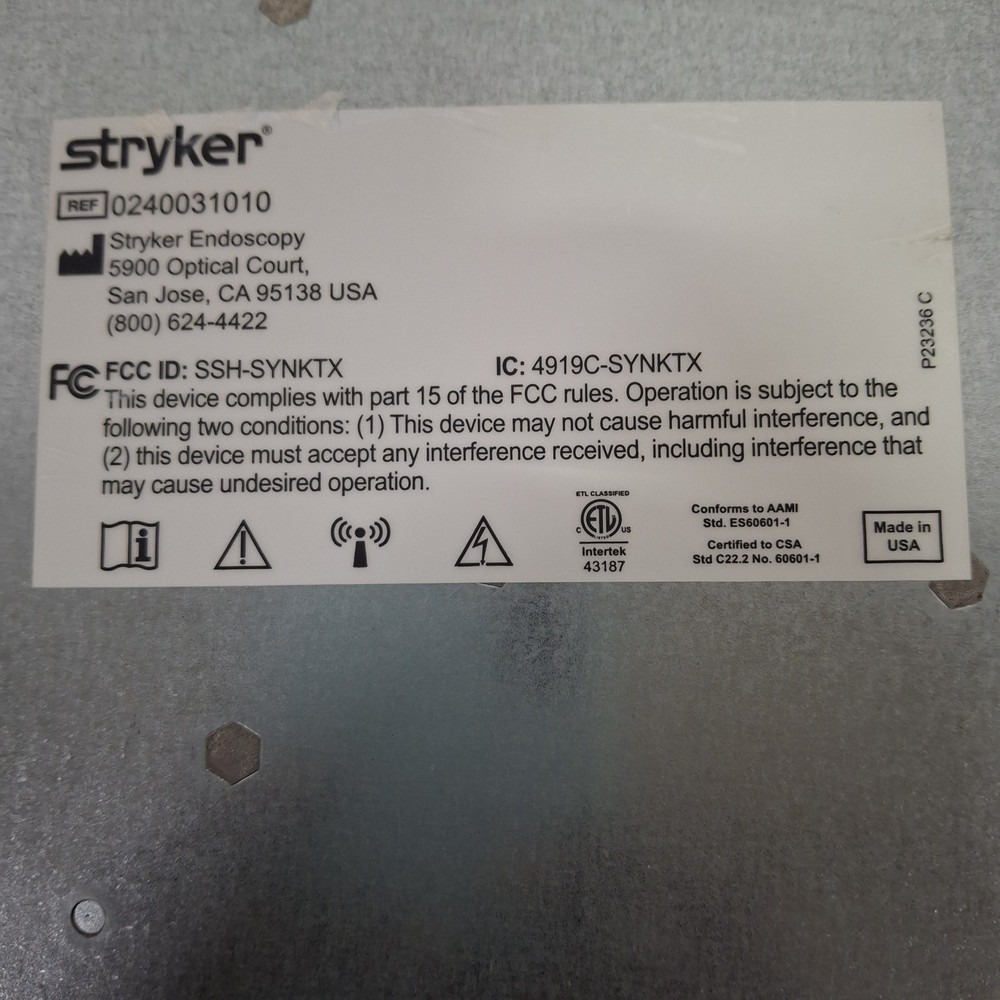 stryker®
REF 0240031010
Stryker Endoscopy
5900 Optical Court,
San Jose, CA 95138 USA
(800) 624-4422
P23236 C
FC FCC ID: SSH-SYNKTX IC: 4919C-SYNKTX
This device complies with part 15 of the FCC rules. Operation is subject to the
following two conditions: (1) This device may not cause harmful interference, and
(2) this device must accept any interference received, including interference that
may cause undesired operation.
ETL CLASSIFIED
C ETL US
Intertek
43187
Conforms to AAMI
Std. ES60601-1
Certified to CSA
Std C22.2 No. 60601-1
Made in
USA